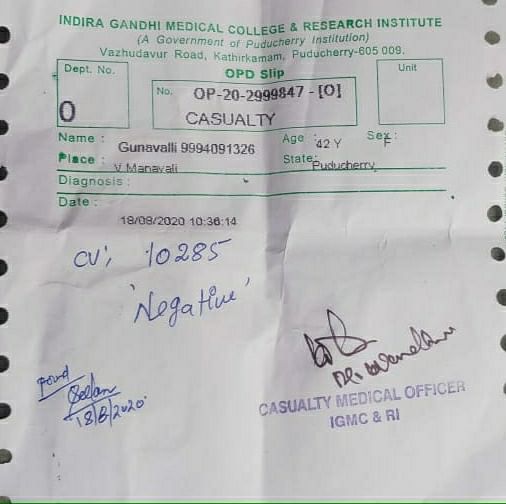 INDIRA GANDHI MEDICAL COLLEGE & RESEARCH INSTITUTE
(A Government of Puducherry Institution)
Vazhudavur Road, Kathirkamam, Puducherry-605 009.
OPD Slip
Dept. No.
O
No. OP-20-2999847 - [O]
CASUALTY
Unit
Name : Gunavalli 9994091326 Age : 42 Y Sex : F
Place : V Manavali State: Puducherry
Diagnosis :
Date : 18/08/2020 10:36:14
CV; 10285
'Negative'
18/8/2020
CASUALTY MEDICAL OFFICER
IGMC & RI